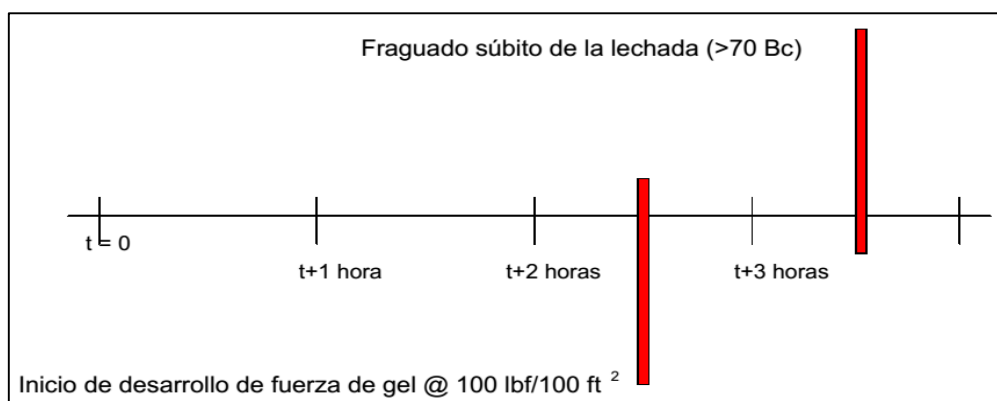 Fraguado súbito de la lechada (>70 Bc)
t = 0
t+1 hora
t+2 horas
t+3 horas
Inicio de desarrollo de fuerza de gel @ 100 lbf/100 ft ²